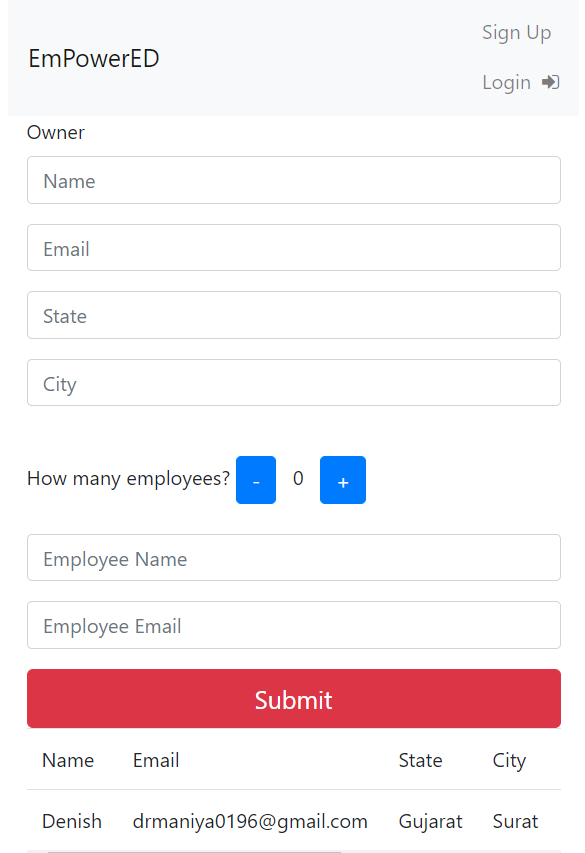 Sign Up
EmPowerED
Login
Owner
Name
Email
State
City
How many employees? - 0 +
Employee Name
Employee Email
Submit
Name Email State City
Denish drmaniya0196@gmail.com Gujarat Surat